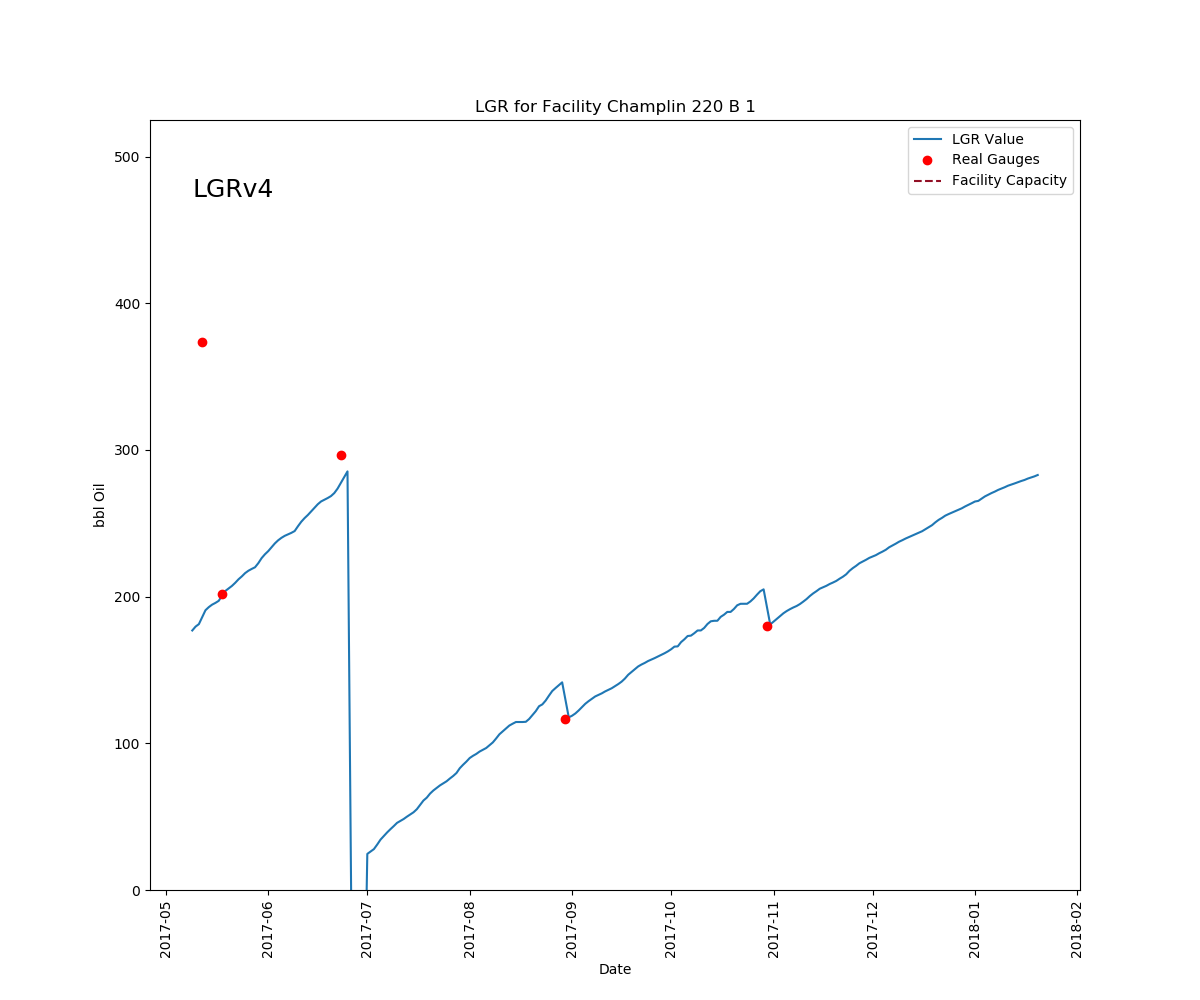 LGR for Facility Champlin 220 B 1
LGR Value
Real Gauges
Facility Capacity
LGRv4
500
400
300
200
100
0
bbl Oil
2017-05
2017-06
2017-07
2017-08
2017-09
2017-10
2017-11
2017-12
2018-01
2018-02
Date